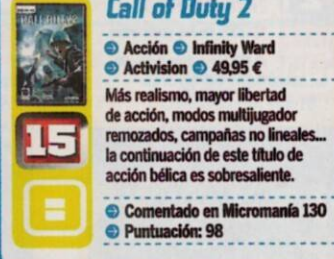 Call of Duty 2
Acción Infinity Ward
Activision 49,95 €
Más realismo, mayor libertad
de acción, modos multijugador
remozados, campañas no lineales...
la continuación de este título de
acción bélica es sobresaliente.
15
Comentado en Micromanía 130
Puntuación: 98